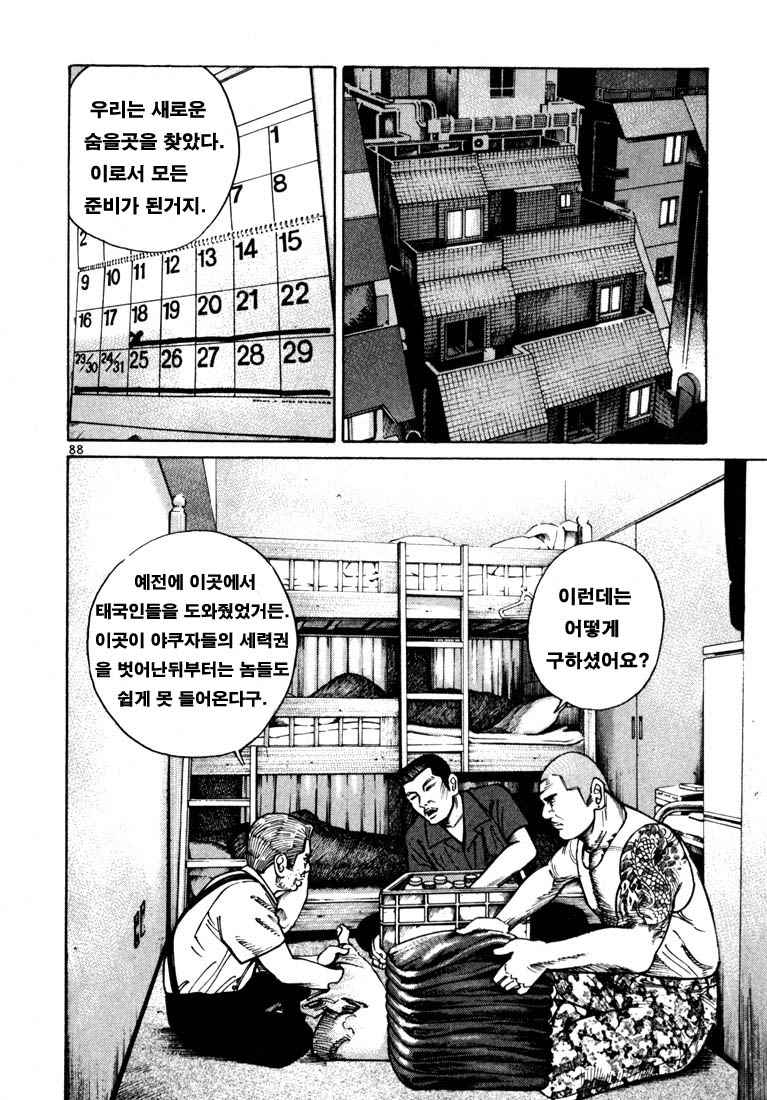 우리는 새로운
숨을곳을 찾았다.
이로서 모든
준비가 된거지.
1
7 8
2
9 10 11 12 13 14 15
16 17 18 19 20 21 22
23/30 24/31 25 26 27 28 29
88
예전에 이곳에서
태국인들을 도와줬었거든.
이곳이 야쿠자들의 세력권
을 벗어난뒤부터는 놈들도
쉽게 못 들어온다구.
이런데는
어떻게
구하셨어요?